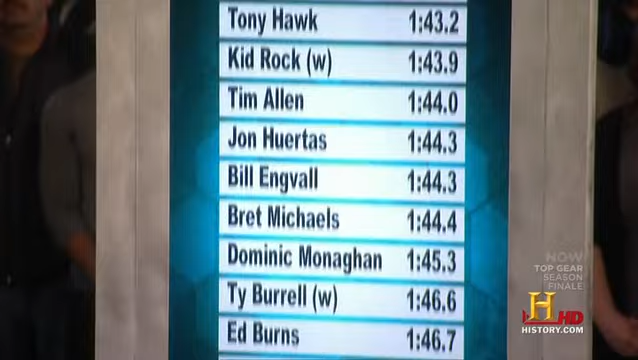 Tony Hawk 1:43.2
Kid Rock (w) 1:43.9
Tim Allen 1:44.0
Jon Huertas 1:44.3
Bill Engvall 1:44.3
Bret Michaels 1:44.4
Dominic Monaghan 1:45.3
Ty Burrell (w) 1:46.6
Ed Burns 1:46.7
NOW
TOP GEAR
SEASON
FINALE
H HD
HISTORY.COM